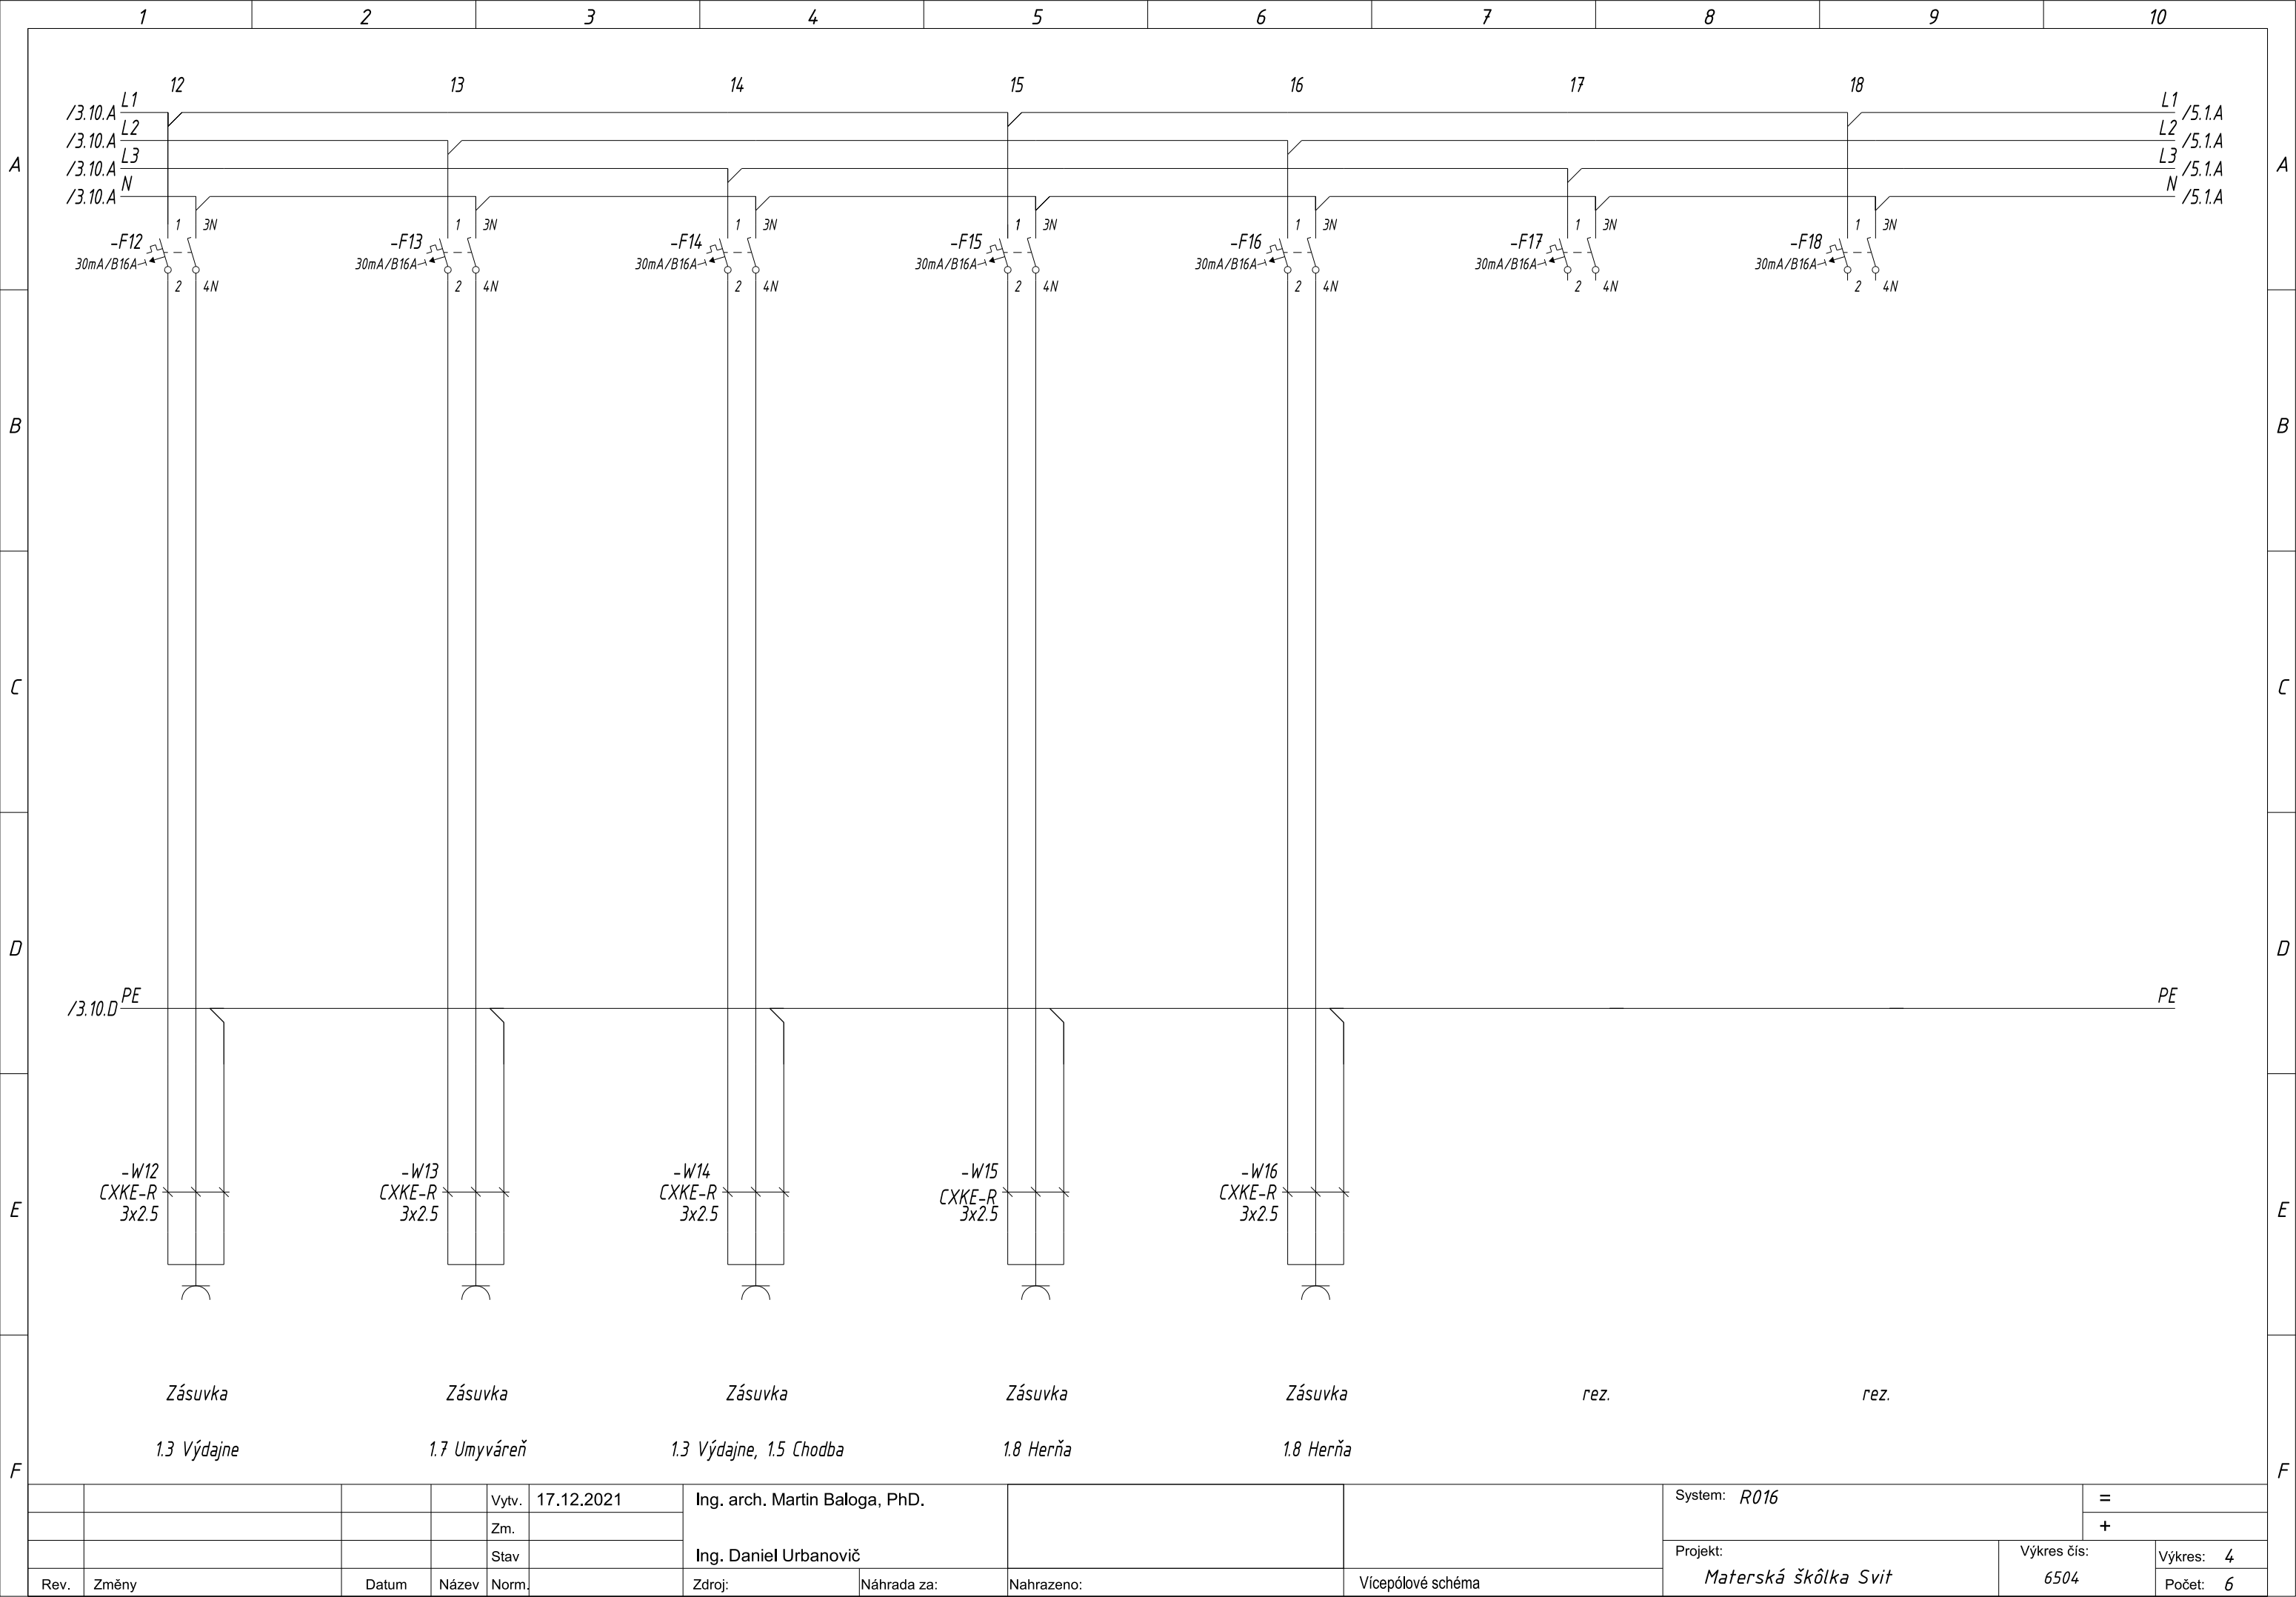 1 2 3 4 5 6 7 8 9 10
12 13 14 15 16 17 18
/3.10.A L1 L1 /5.1.A
/3.10.A L2 L2 /5.1.A
A /3.10.A L3 L3 /5.1.A A
/3.10.A N N /5.1.A
1 3N 1 3N 1 3N 1 3N 1 3N 1 3N 1 3N
-F12 -F13 -F14 -F15 -F16 -F17 -F18
30mA/B16A 30mA/B16A 30mA/B16A 30mA/B16A 30mA/B16A 30mA/B16A 30mA/B16A
2 4N 2 4N 2 4N 2 4N 2 4N 2 4N 2 4N
B B
C C
D D
/3.10.D PE PE
-W12 -W13 -W14 -W15 -W16
CXKE-R CXKE-R CXKE-R CXKE-R CXKE-R
E 3x2.5 3x2.5 3x2.5 3x2.5 3x2.5 E
Zásuvka Zásuvka Zásuvka Zásuvka Zásuvka rez. rez.
1.3 Výdajne 1.7 Umyváreň 1.3 Výdajne, 1.5 Chodba 1.8 Herňa 1.8 Herňa
F F
Vytv. 17.12.2021 Ing. arch. Martin Baloga, PhD. System: R016 =
Zm. +
Stav Ing. Daniel Urbanovič Projekt: Výkres čís: Výkres: 4
Rev. Změny Datum Název Norm. Zdroj: Náhrada za: Nahrazeno: Vícepólové schéma Materská škôlka Svit 6504 Počet: 6